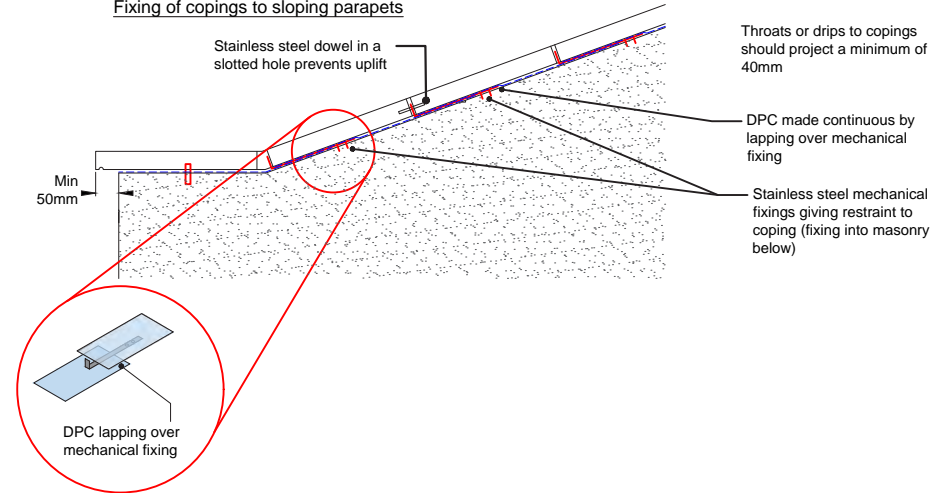 Fixing of copings to sloping parapets
Stainless steel dowel in a
slotted hole prevents uplift
Throats or drips to copings
should project a minimum of
40mm
DPC made continuous by
lapping over mechanical
fixing
Stainless steel mechanical
fixings giving restraint to
coping (fixing into masonry
below)
Min
50mm
DPC lapping over
mechanical fixing